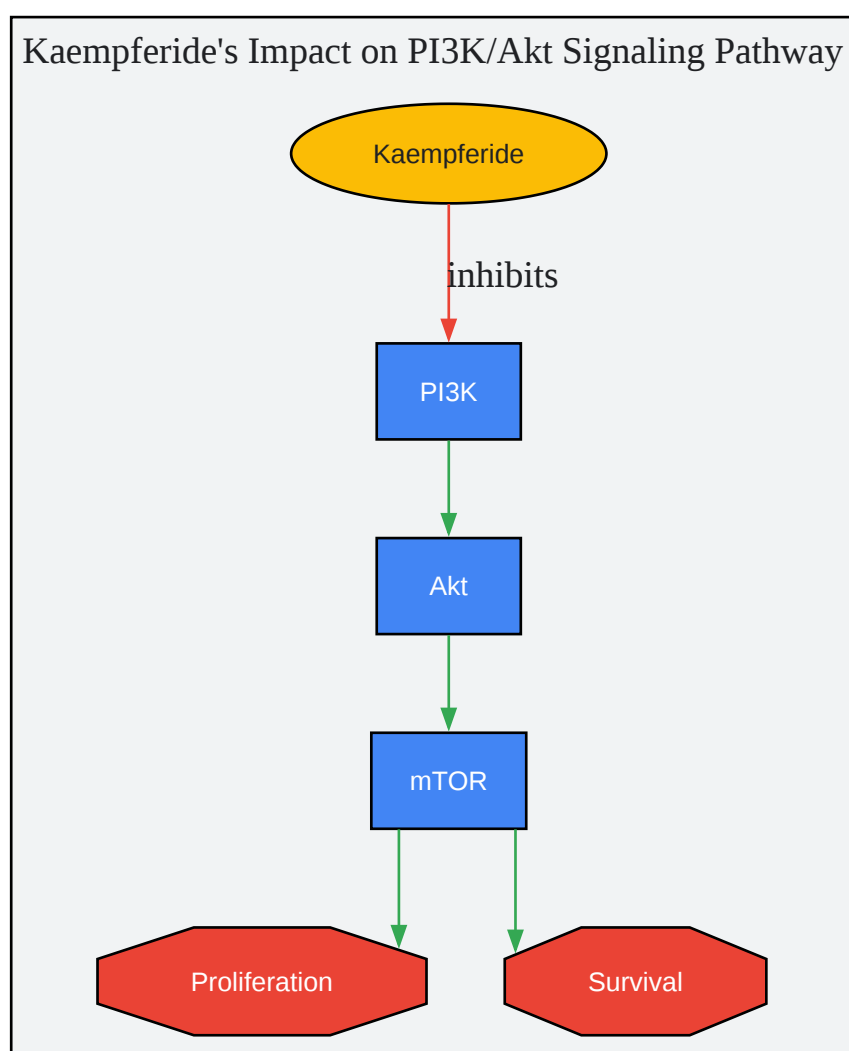 Kaempferide's Impact on PI3K/Akt Signaling Pathway
Kaempferide
inhibits
PI3K
Akt
mTOR
Proliferation
Survival